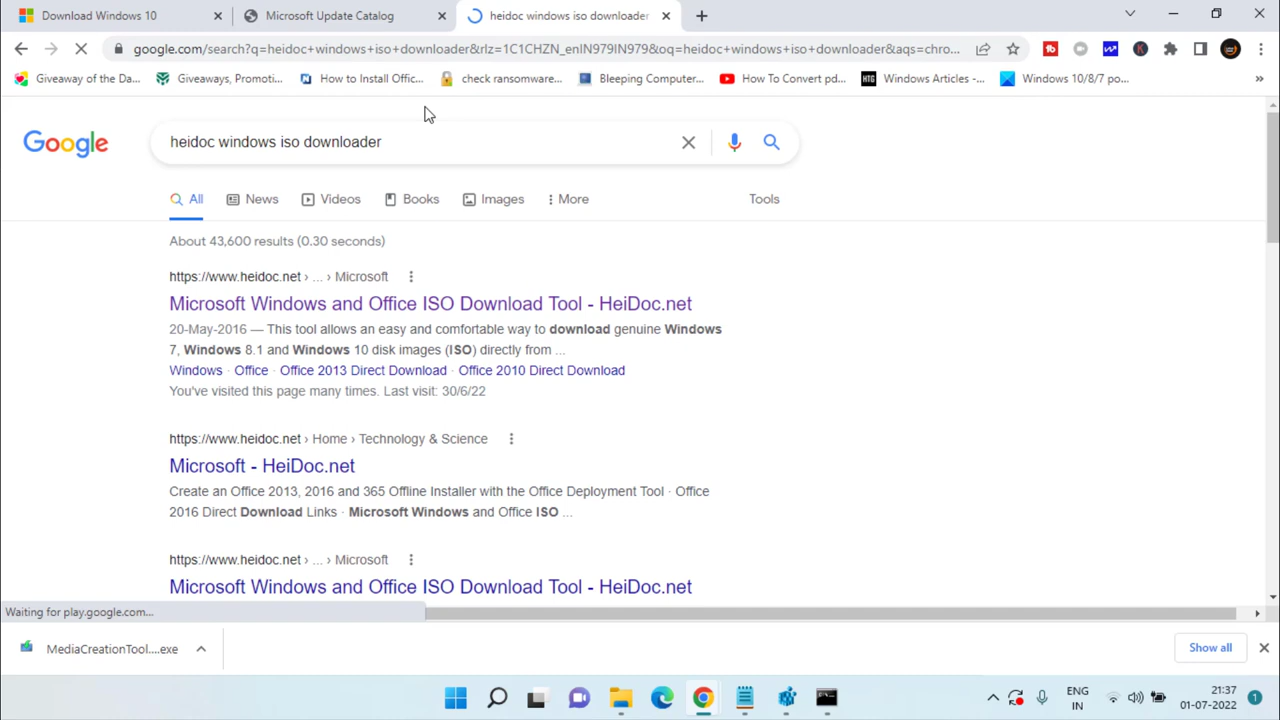 Download Windows 10
Microsoft Update Catalog
heidoc windows iso downloader
google.com/search?q=heidoc+windows+iso+downloader&rlz=1C1CHZN_enIN979IN979&oq=heidoc+windows+iso+downloader&aqs=chro...
Giveaway of the Da...
Giveaways, Promoti...
How to Install Offic...
check ransomware...
Bleeping Computer...
How To Convert pd...
HTG
Windows Articles -...
Windows 10/8/7 po...
»
Google
heidoc windows iso downloader
All
News
Videos
Books
Images
More
Tools
About 43,600 results (0.30 seconds)
https://www.heidoc.net › ... › Microsoft
Microsoft Windows and Office ISO Download Tool - HeiDoc.net
20-May-2016 — This tool allows an easy and comfortable way to download genuine Windows
7, Windows 8.1 and Windows 10 disk images (ISO) directly from ...
Windows · Office · Office 2013 Direct Download · Office 2010 Direct Download
You've visited this page many times. Last visit: 30/6/22
https://www.heidoc.net › Home › Technology & Science
Microsoft - HeiDoc.net
Create an Office 2013, 2016 and 365 Offline Installer with the Office Deployment Tool · Office
2016 Direct Download Links · Microsoft Windows and Office ISO ...
https://www.heidoc.net › ... › Microsoft
Microsoft Windows and Office ISO Download Tool - HeiDoc.net
Waiting for play.google.com...
MediaCreationTool....exe
Show all
ENG
IN
21:37
01-07-2022
1